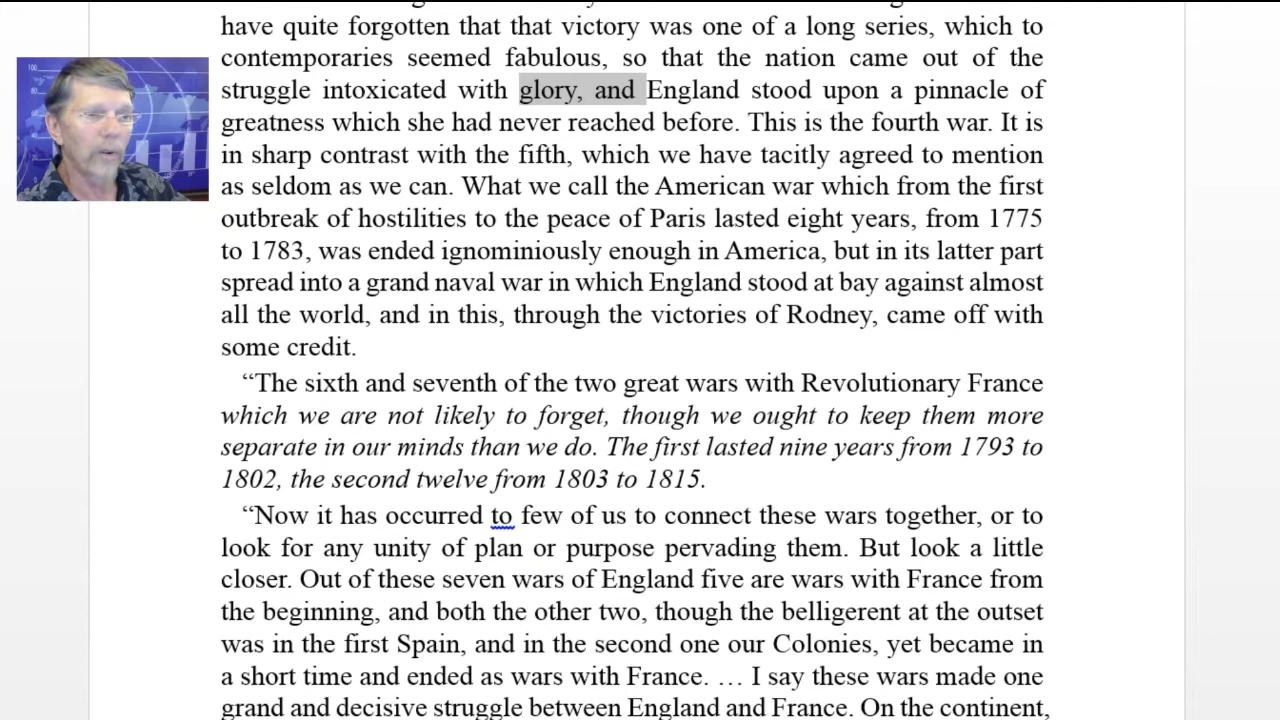 have quite forgotten that that victory was one of a long series, which to
contemporaries seemed fabulous, so that the nation came out of the
struggle intoxicated with glory, and England stood upon a pinnacle of
greatness which she had never reached before. This is the fourth war. It is
in sharp contrast with the fifth, which we have tacitly agreed to mention
as seldom as we can. What we call the American war which from the first
outbreak of hostilities to the peace of Paris lasted eight years, from 1775
to 1783, was ended ignominiously enough in America, but in its latter part
spread into a grand naval war in which England stood at bay against almost
all the world, and in this, through the victories of Rodney, came off with
some credit.
“The sixth and seventh of the two great wars with Revolutionary France
which we are not likely to forget, though we ought to keep them more
separate in our minds than we do. The first lasted nine years from 1793 to
1802, the second twelve from 1803 to 1815.
“Now it has occurred to few of us to connect these wars together, or to
look for any unity of plan or purpose pervading them. But look a little
closer. Out of these seven wars of England five are wars with France from
the beginning, and both the other two, though the belligerent at the outset
was in the first Spain, and in the second one our Colonies, yet became in
a short time and ended as wars with France. … I say these wars made one
grand and decisive struggle between England and France. On the continent,